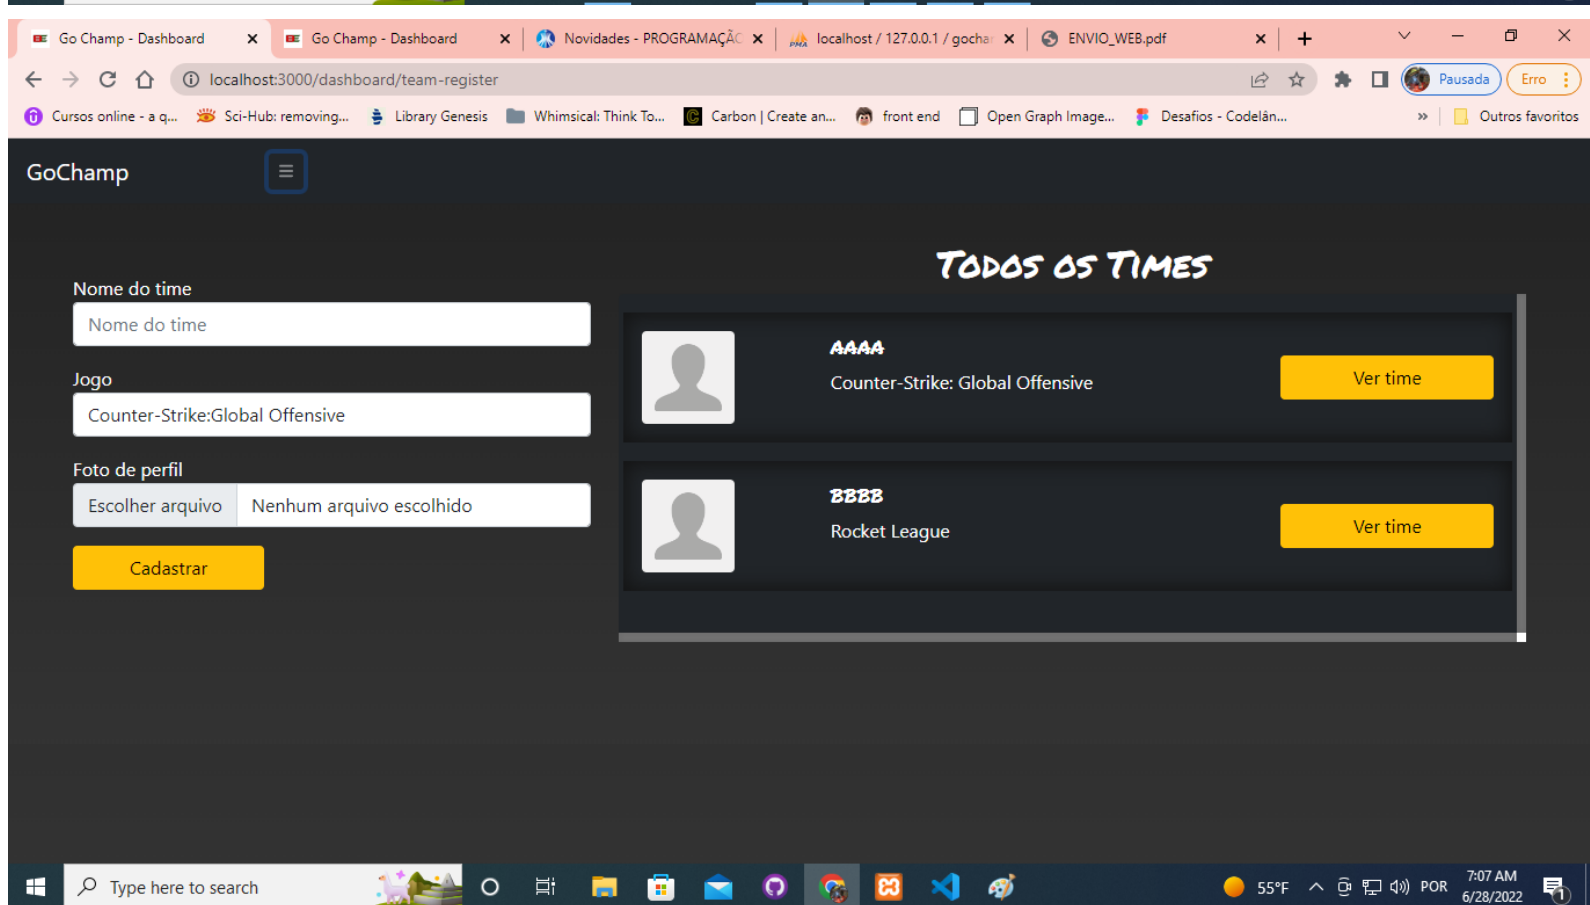 Go Champ - Dashboard
Go Champ - Dashboard
Novidades - PROGRAMAÇÃO
localhost / 127.0.0.1 / gochar
ENVIO_WEB.pdf
localhost:3000/dashboard/team-register
Pausada
Erro
Cursos online - a q...
Sci-Hub: removing...
Library Genesis
Whimsical: Think To...
Carbon | Create an...
front end
Open Graph Image...
Desafios - Codelân...
»
Outros favoritos
GoChamp
Nome do time
Nome do time
Jogo
Counter-Strike:Global Offensive
Foto de perfil
Escolher arquivo Nenhum arquivo escolhido
Cadastrar
Todos os Times
AAAA
Counter-Strike: Global Offensive
Ver time
BBBB
Rocket League
Ver time
Type here to search
55°F
POR
7:07 AM
6/28/2022
1